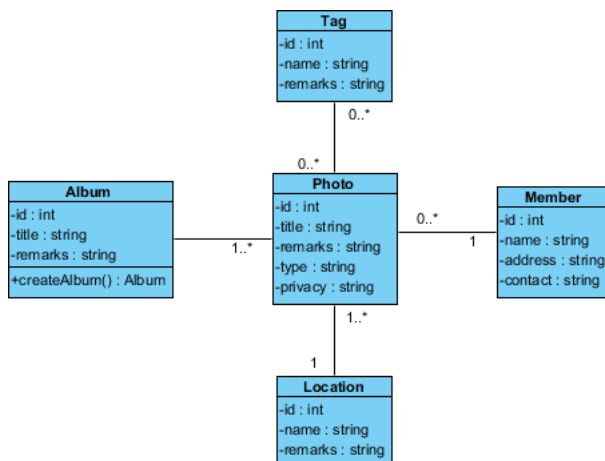 Tag
-id : int
-name : string
-remarks : string
0..*
0..*
Album
-id : int
-title : string
-remarks : string
+createAlbum() : Album
1..*
Photo
-id : int
-title : string
-remarks : string
-type : string
-privacy : string
0..*
1
Member
-id : int
-name : string
-address : string
-contact : string
1..*
1
Location
-id : int
-name : string
-remarks : string